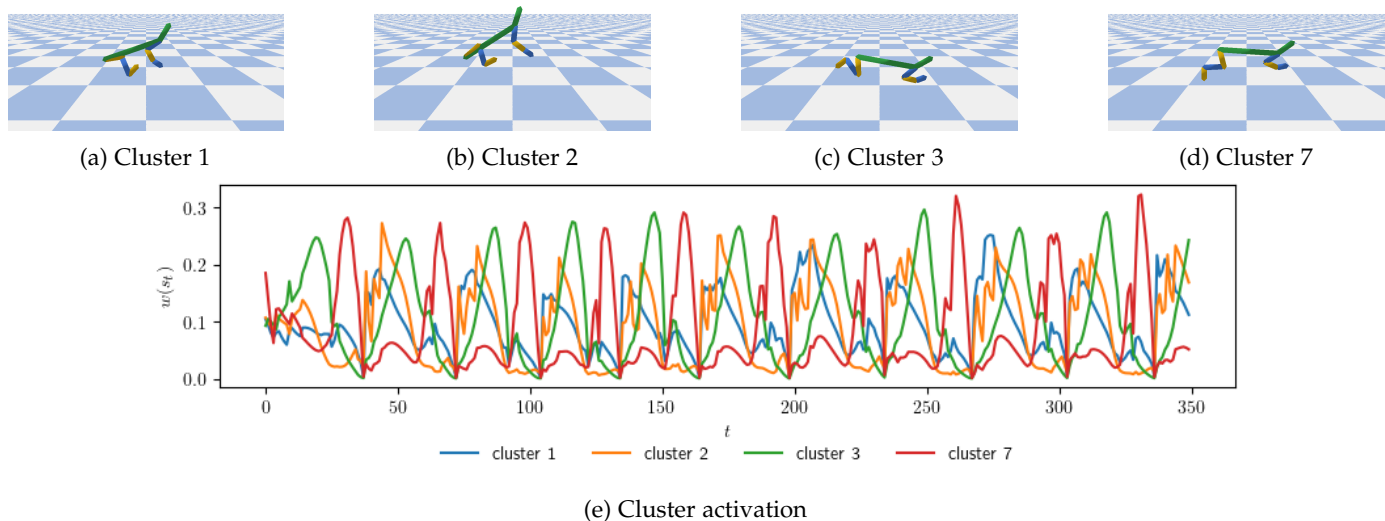 (a) Cluster 1
(b) Cluster 2
(c) Cluster 3
(d) Cluster 7
0.3
0.2
0.1
0.0
w(s_t)
0 50 100 150 200 250 300 350
t
cluster 1 cluster 2 cluster 3 cluster 7
(e) Cluster activation